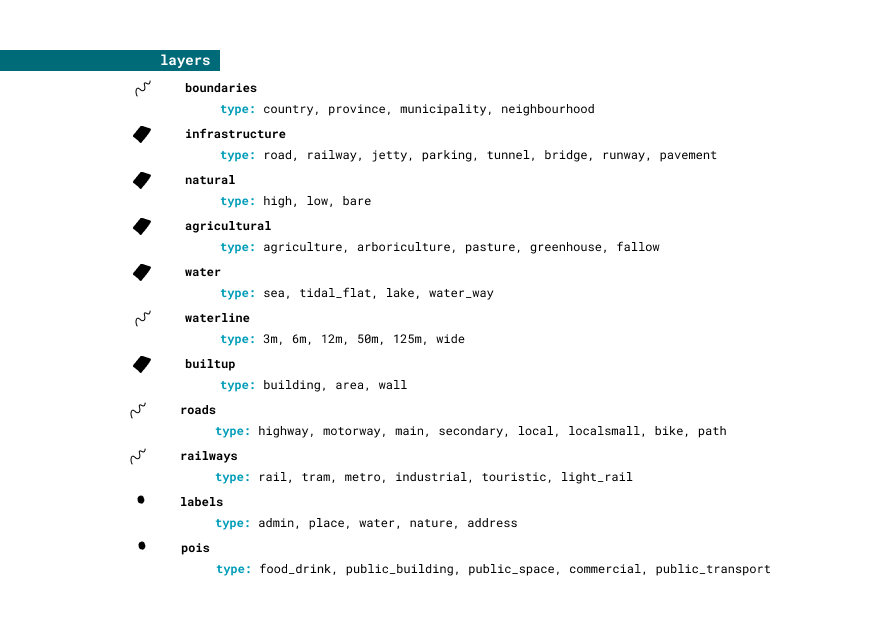 layers
boundaries
type: country, province, municipality, neighbourhood
infrastructure
type: road, railway, jetty, parking, tunnel, bridge, runway, pavement
natural
type: high, low, bare
agricultural
type: agriculture, arboriculture, pasture, greenhouse, fallow
water
type: sea, tidal_flat, lake, water_way
waterline
type: 3m, 6m, 12m, 50m, 125m, wide
builtup
type: building, area, wall
roads
type: highway, motorway, main, secondary, local, localsmall, bike, path
railways
type: rail, tram, metro, industrial, touristic, light_rail
labels
type: admin, place, water, nature, address
pois
type: food_drink, public_building, public_space, commercial, public_transport